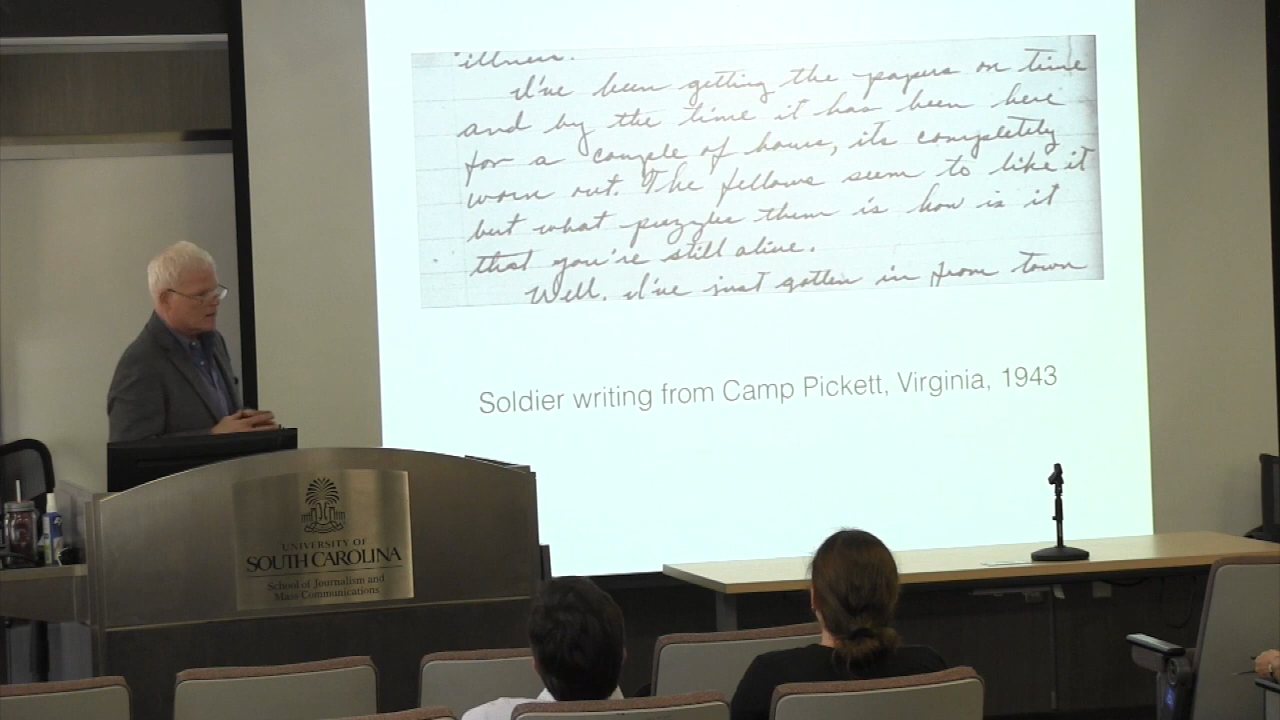 illness.
I've been getting the papers on time
and by the time it has been here
for a couple of hours, its completely
worn out. The fellows seem to like it
but what puzzles them is how is it
that you're still alive.
Well, I've just gotten in from town
Soldier writing from Camp Pickett, Virginia, 1943
UNIVERSITY OF
SOUTH CAROLINA
School of Journalism and
Mass Communications